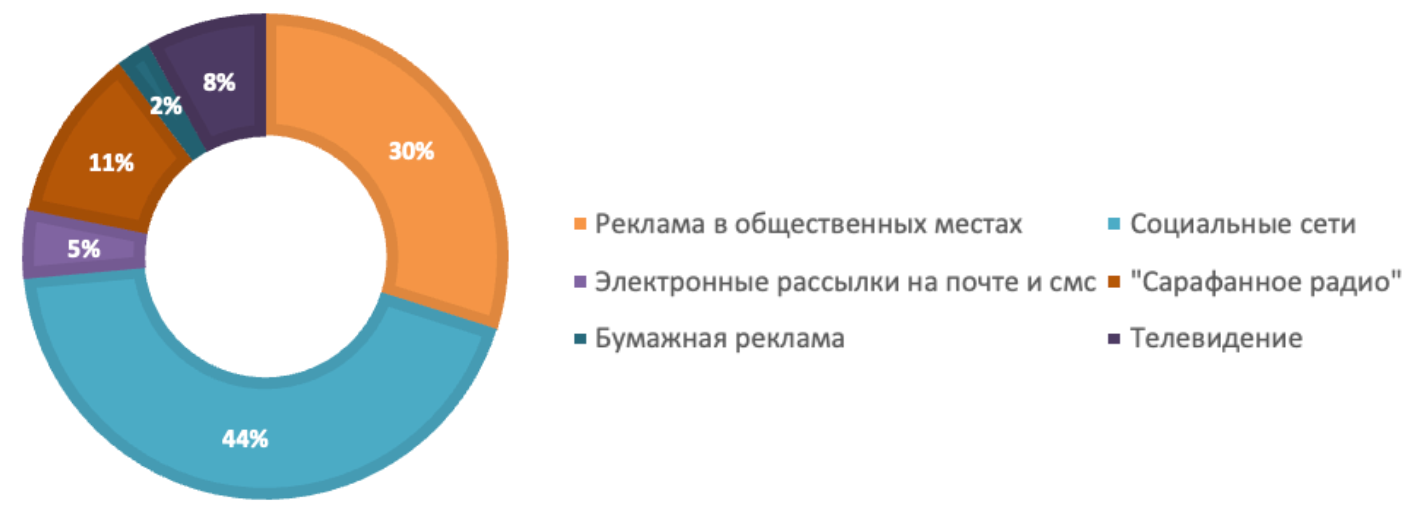 8%
2%
30%
11%
5%
44%
Реклама в общественных местах
Социальные сети
Электронные рассылки на почте и смс
"Сарафанное радио"
Бумажная реклама
Телевидение